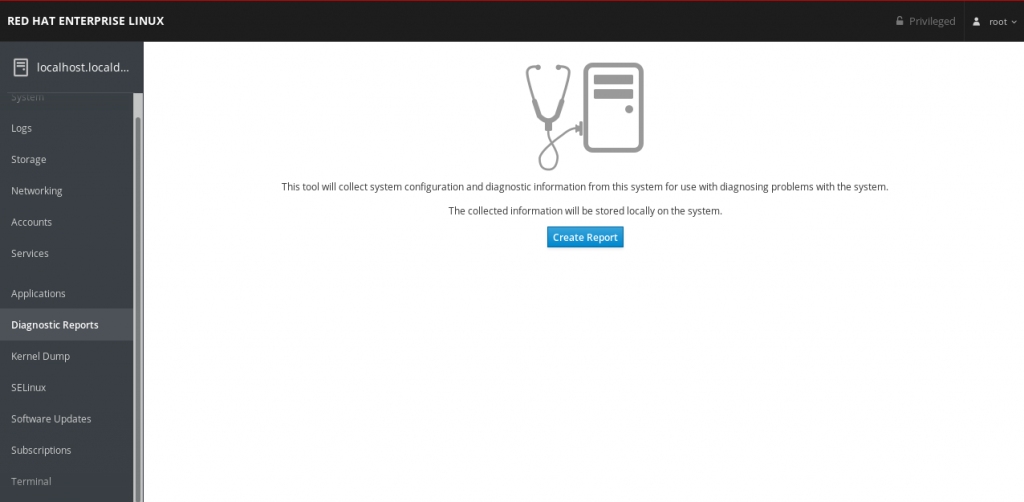 RED HAT ENTERPRISE LINUX
Privileged
root
localhost.locald...
System
Logs
Storage
Networking
Accounts
Services
Applications
Diagnostic Reports
Kernel Dump
SELinux
Software Updates
Subscriptions
Terminal
This tool will collect system configuration and diagnostic information from this system for use with diagnosing problems with the system.
The collected information will be stored locally on the system.
Create Report